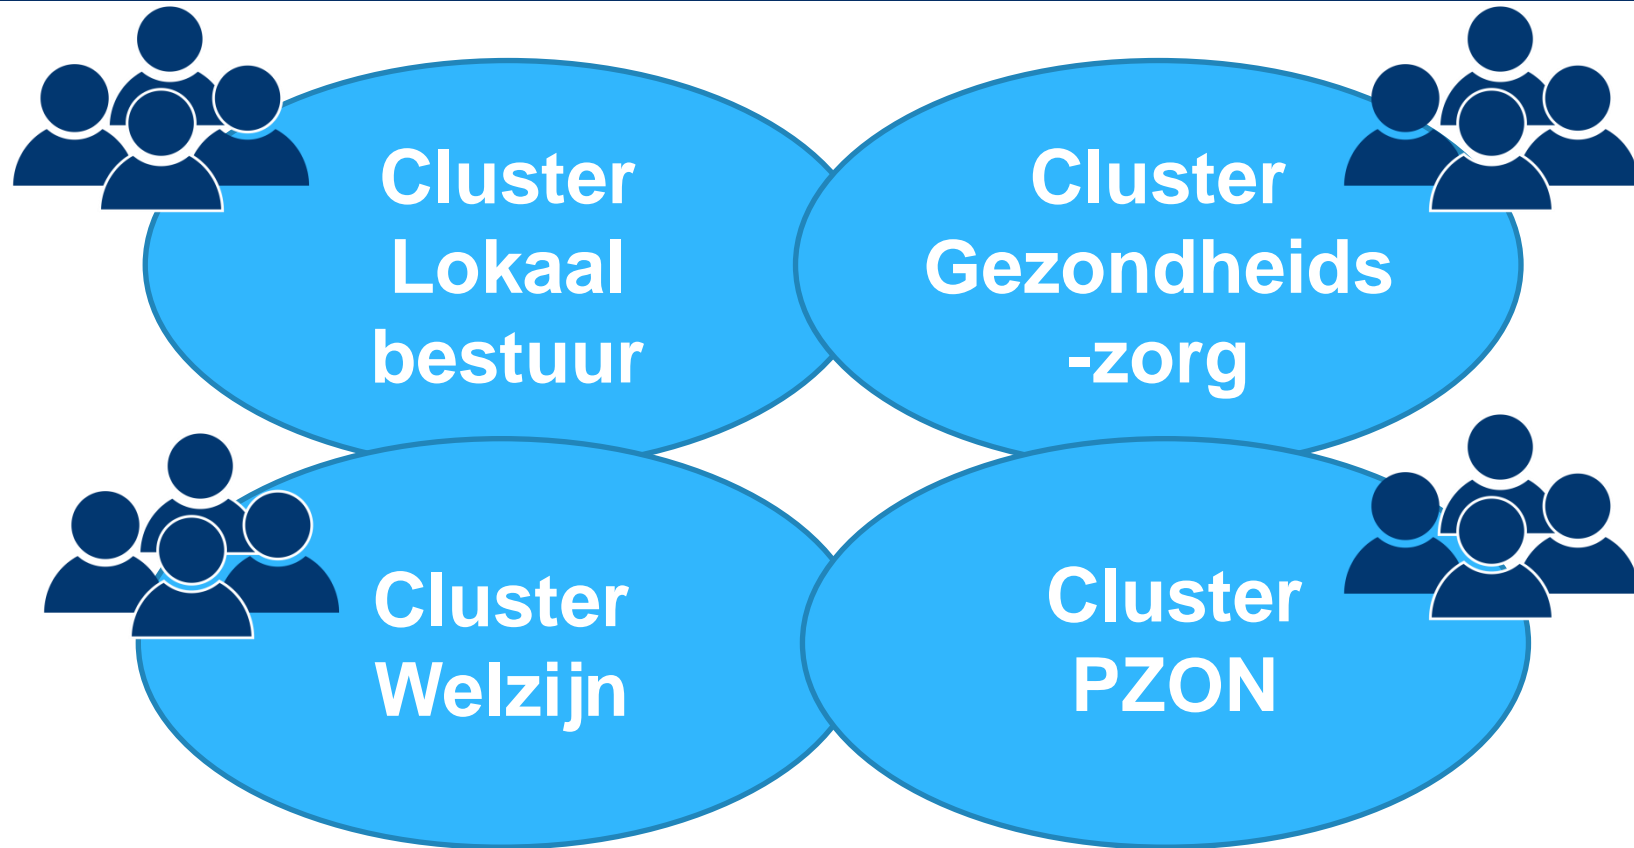 Cluster
Lokaal
bestuur
Cluster
Gezondheids
-zorg
Cluster
Welzijn
Cluster
PZON